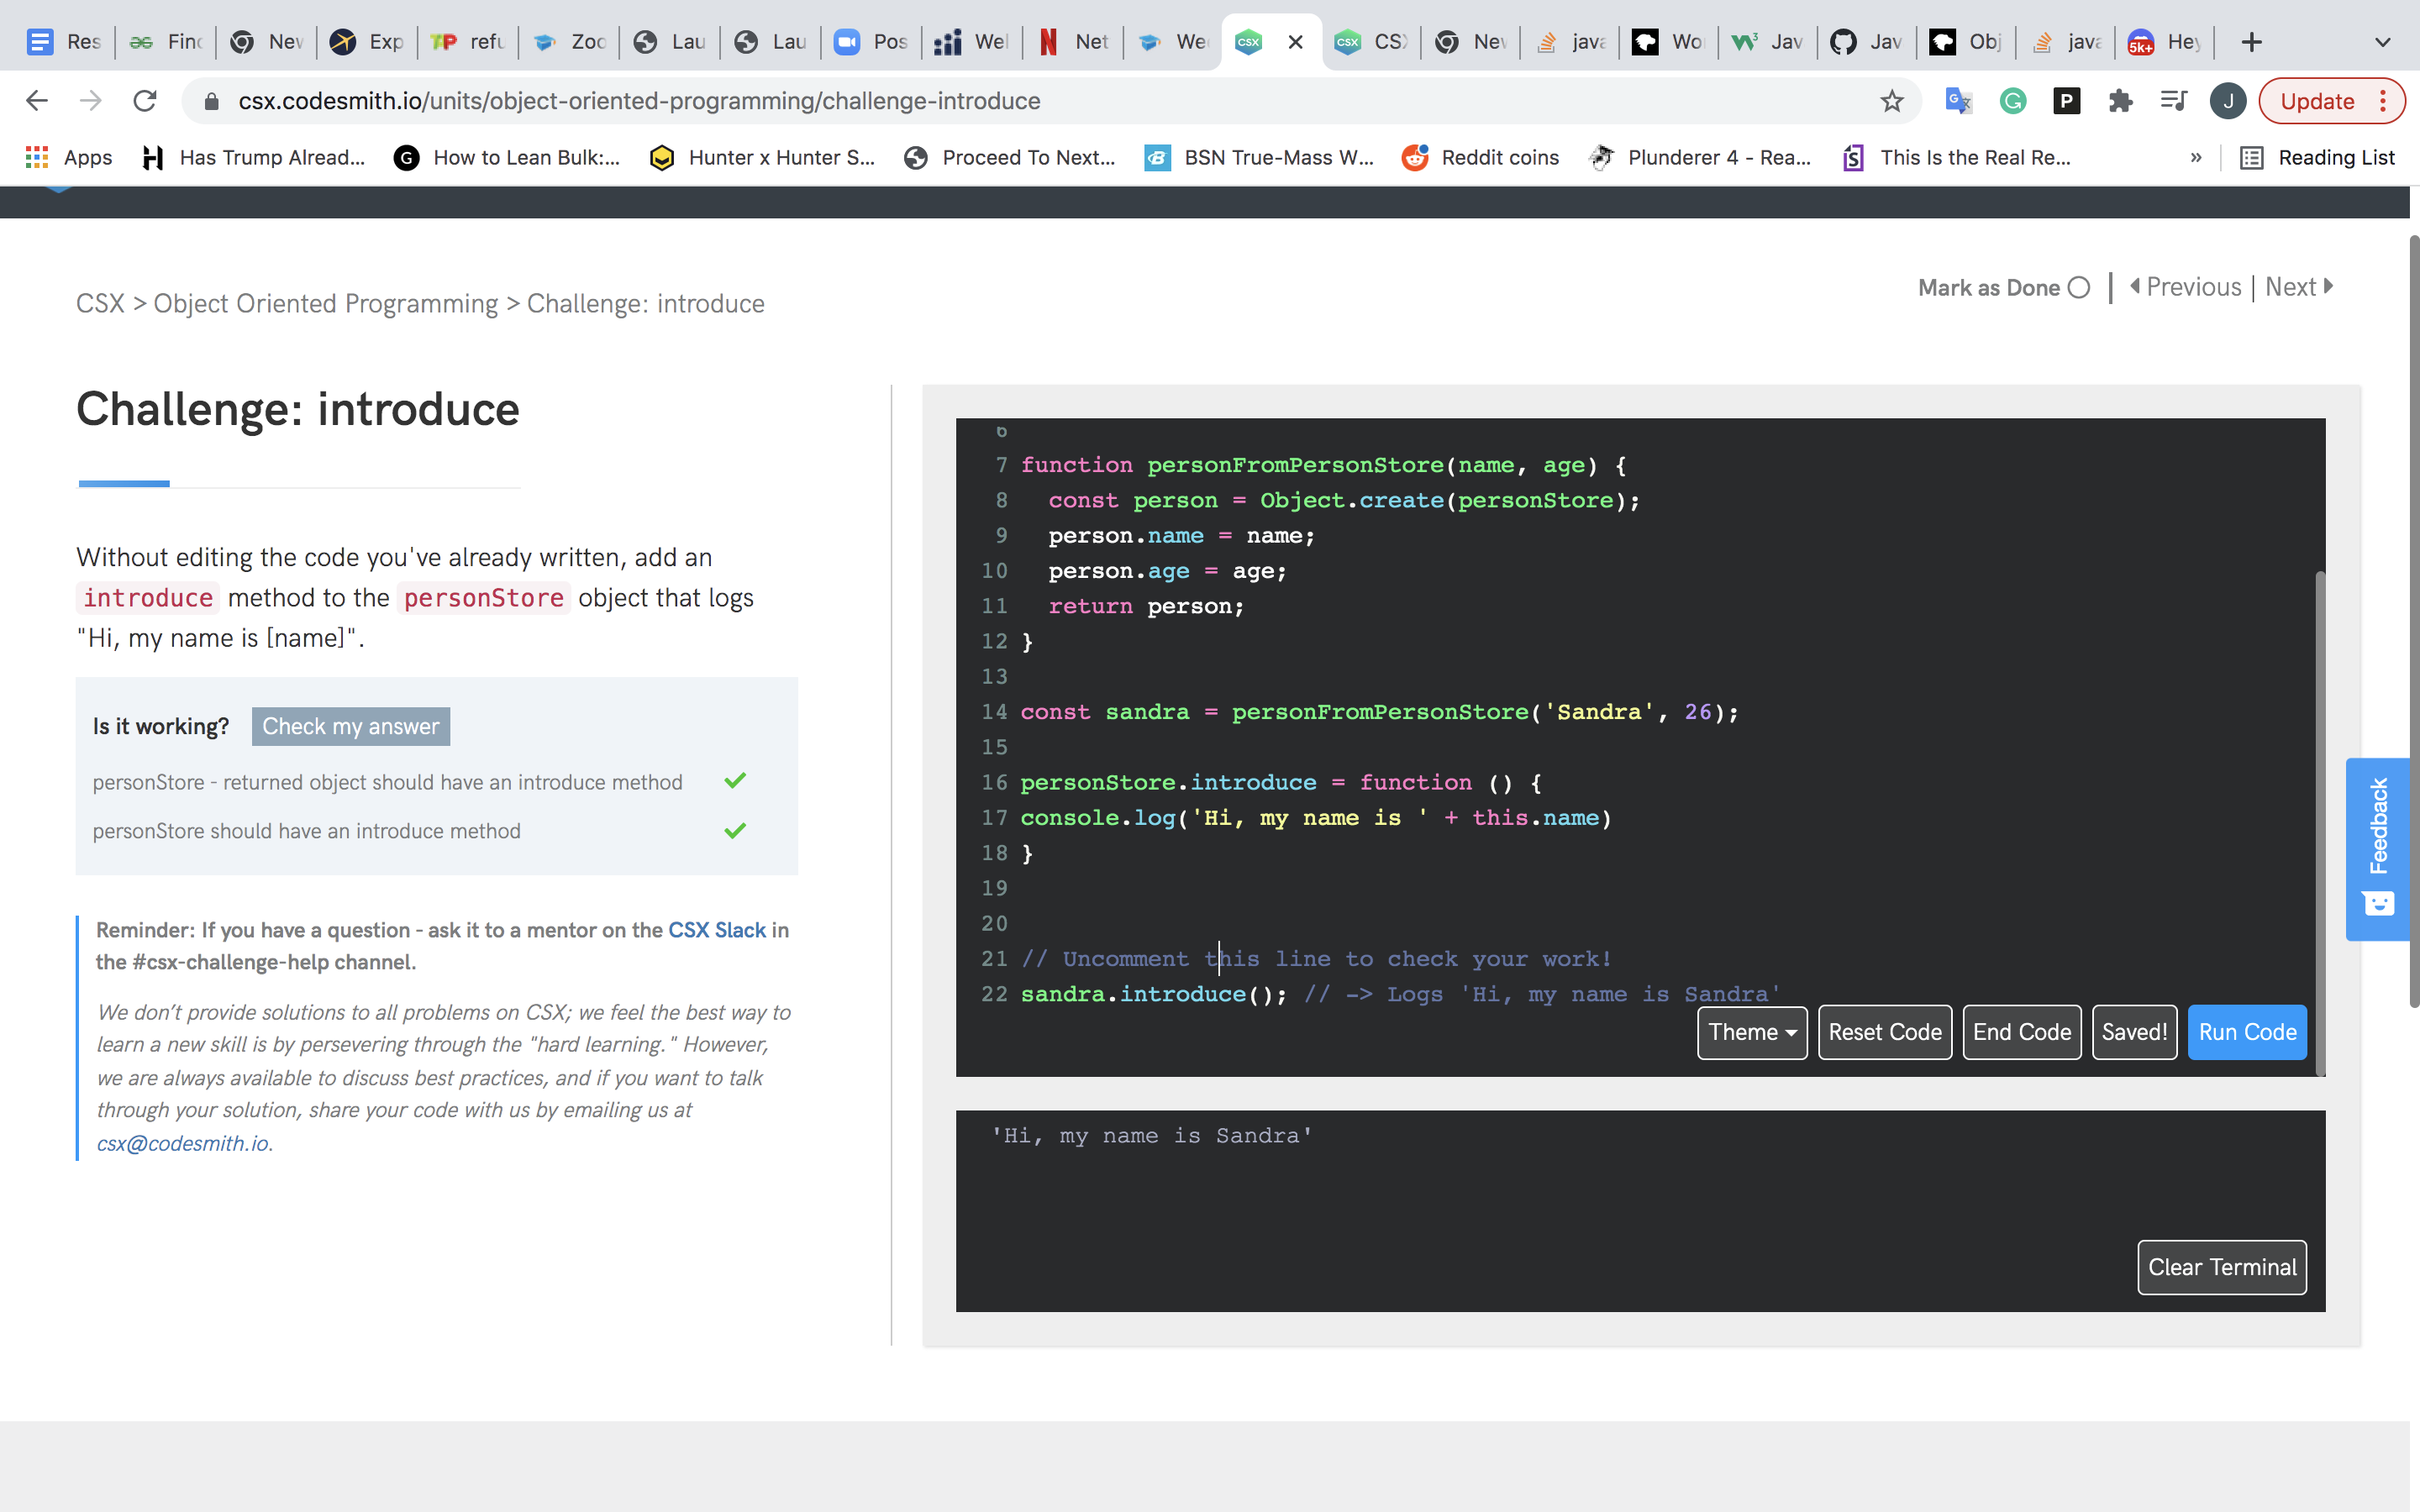 Res Find New Exp refu Zoo Lau Lau Pos Wel Net We CSX CSX New java Wo Jav Jav Obj java 5k+ Hey
csx.codesmith.io/units/object-oriented-programming/challenge-introduce
J Update
Apps Has Trump Alread... How to Lean Bulk:... Hunter x Hunter S... Proceed To Next... BSN True-Mass W... Reddit coins Plunderer 4 - Rea... This Is the Real Re... » Reading List
Mark as Done | Previous | Next
CSX > Object Oriented Programming > Challenge: introduce
Challenge: introduce
Without editing the code you've already written, add an
introduce method to the personStore object that logs
"Hi, my name is [name]".
Is it working? Check my answer
personStore - returned object should have an introduce method
personStore should have an introduce method
Reminder: If you have a question - ask it to a mentor on the CSX Slack in
the #csx-challenge-help channel.
We don’t provide solutions to all problems on CSX; we feel the best way to
learn a new skill is by persevering through the "hard learning." However,
we are always available to discuss best practices, and if you want to talk
through your solution, share your code with us by emailing us at
csx@codesmith.io.
6
7 function personFromPersonStore(name, age) {
8 const person = Object.create(personStore);
9 person.name = name;
10 person.age = age;
11 return person;
12 }
13
14 const sandra = personFromPersonStore('Sandra', 26);
15
16 personStore.introduce = function () {
17 console.log('Hi, my name is ' + this.name)
18 }
19
20
21 // Uncomment this line to check your work!
22 sandra.introduce(); // -> Logs 'Hi, my name is Sandra'
Theme Reset Code End Code Saved! Run Code
'Hi, my name is Sandra'
Clear Terminal
Feedback